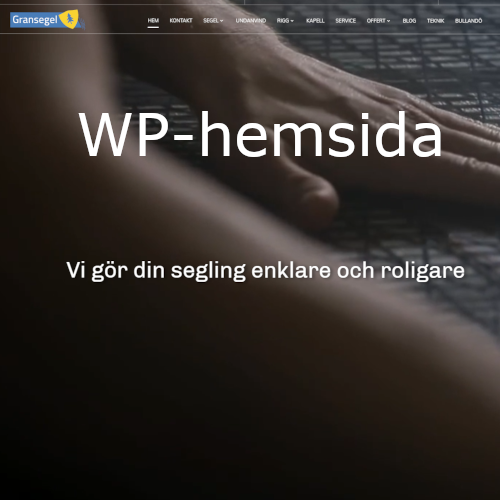 Gransegel
HEM KONTAKT SEGEL UNDANVIND RIGG KAPELL SERVICE OFFERT BLOG TEKNIK BULLANDÖ
WP-hemsida
Vi gör din segling enklare och roligare